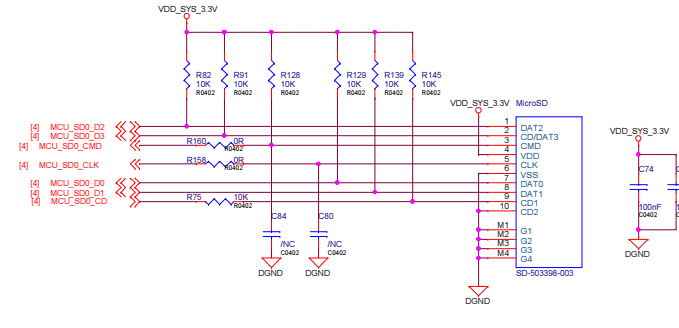 VDD_SYS_3.3V
R82
10K
R0402
R91
10K
R0402
R128
10K
R0402
R129
10K
R0402
R139
10K
R0402
R145
10K
R0402
VDD_SYS_3.3V
MicroSD
VDD_SYS_3.3V
[4] MCU_SD0_D2
[4] MCU_SD0_D3
[4] MCU_SD0_CMD
[4] MCU_SD0_CLK
[4] MCU_SD0_D0
[4] MCU_SD0_D1
[4] MCU_SD0_CD
R160 0R
R0402
R158 0R
R0402
R75 10K
R0402
1 DAT2
2 CD/DAT3
3 CMD
4 VDD
5 CLK
6 VSS
7 DAT0
8 DAT1
9 CD1
10 CD2
M1 G1
M2 G2
M3 G3
M4 G4
SD-503398-003
C84
/NC
C0402
C80
/NC
C0402
DGND
DGND
DGND
C74
100nF
C0402
DGND